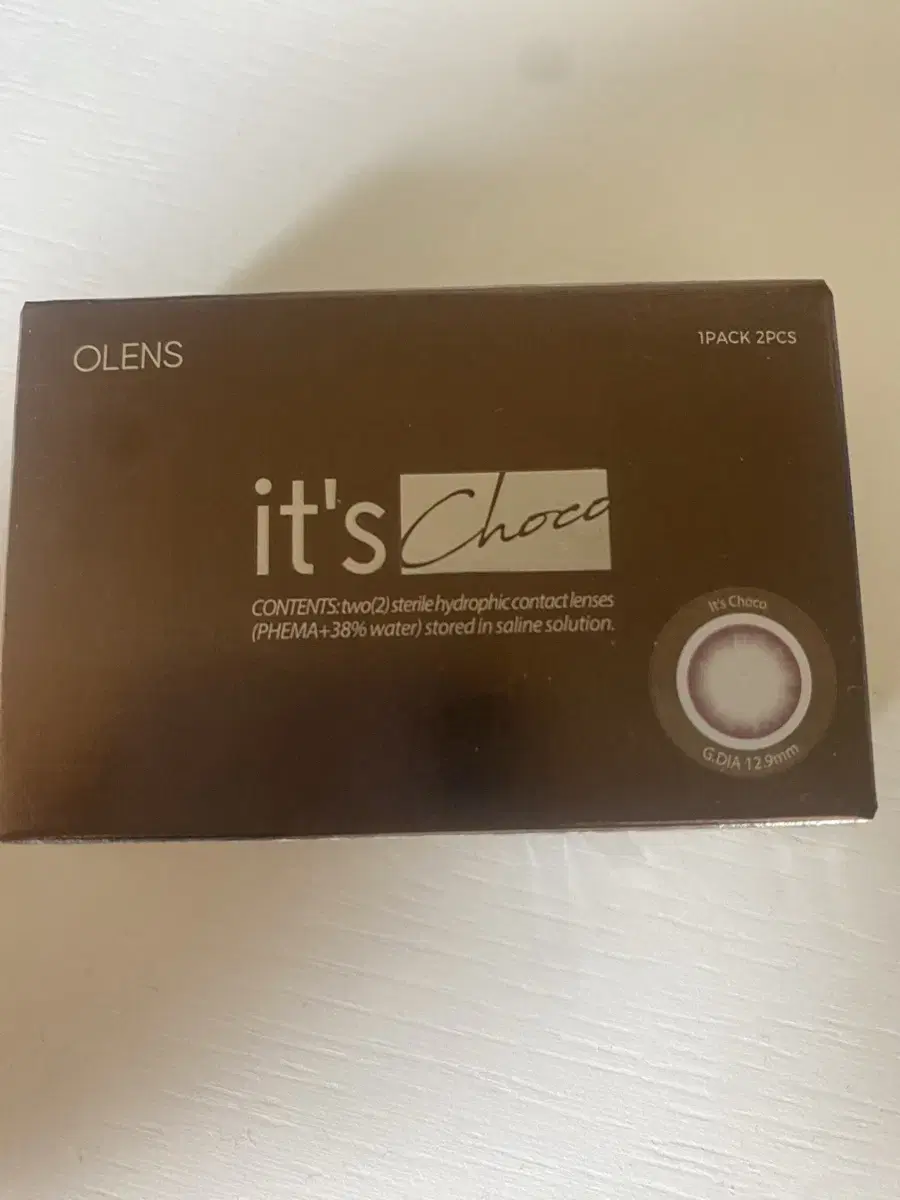 OLENS
1PACK 2PCS
it's Choco
CONTENTS: two(2) sterile hydrophic contact lenses
(PHEMA+38% water) stored in saline solution.
It's Choco
G.DIA 12.9mm